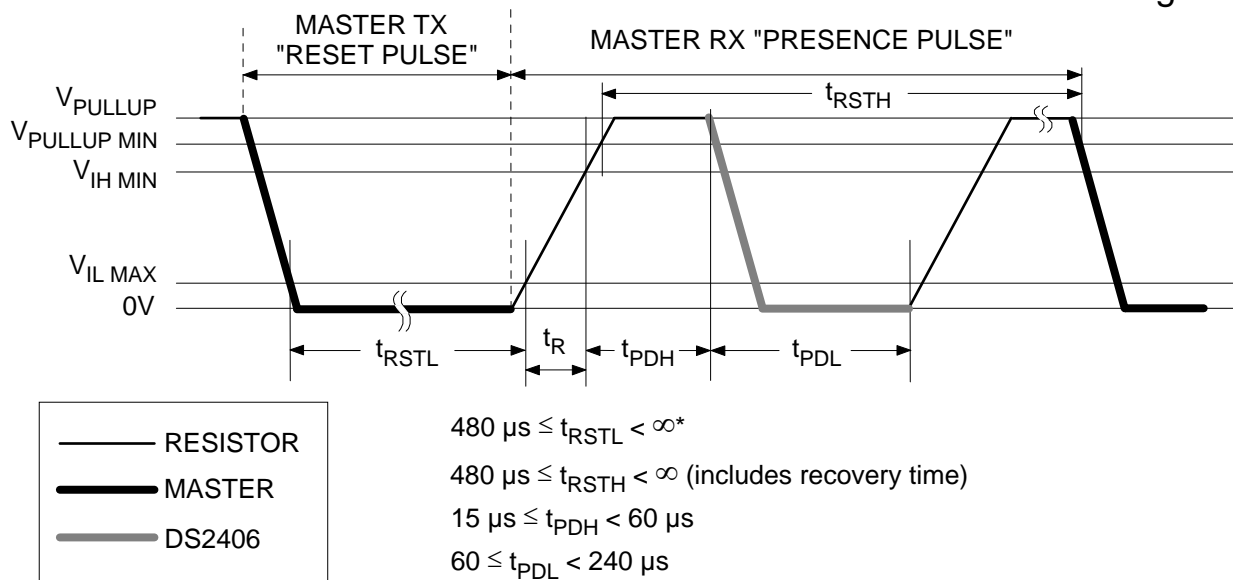 MASTER TX
"RESET PULSE"
MASTER RX "PRESENCE PULSE"
tRSTH
VPULLUP
VPULLUP MIN
VIH MIN
VIL MAX
0V
tRSTL
tR
tPDH
tPDL
RESISTOR
MASTER
DS2406
480 µs ≤ tRSTL < ∞*
480 µs ≤ tRSTH < ∞ (includes recovery time)
15 µs ≤ tPDH < 60 µs
60 ≤ tPDL < 240 µs